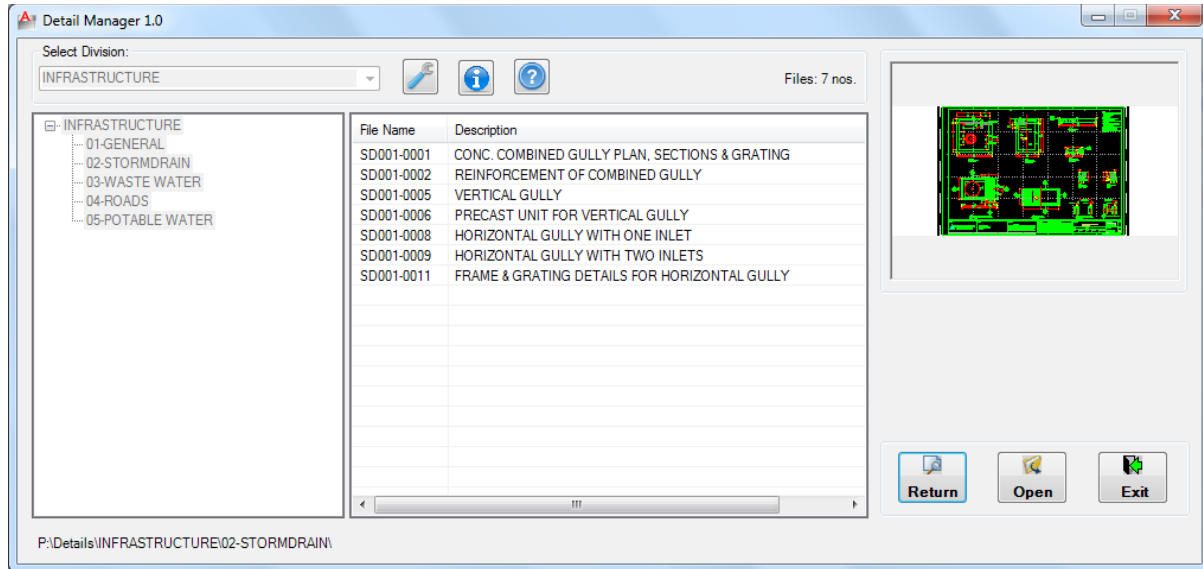 Detail Manager 1.0
Select Division:
INFRASTRUCTURE
Files: 7 nos.
INFRASTRUCTURE
01-GENERAL
02-STORMDRAIN
03-WASTE WATER
04-ROADS
05-POTABLE WATER
File Name Description
SD001-0001 CONC. COMBINED GULLY PLAN, SECTIONS & GRATING
SD001-0002 REINFORCEMENT OF COMBINED GULLY
SD001-0005 VERTICAL GULLY
SD001-0006 PRECAST UNIT FOR VERTICAL GULLY
SD001-0008 HORIZONTAL GULLY WITH ONE INLET
SD001-0009 HORIZONTAL GULLY WITH TWO INLETS
SD001-0011 FRAME & GRATING DETAILS FOR HORIZONTAL GULLY
Return Open Exit
P:\Details\INFRASTRUCTURE\02-STORMDRAIN\